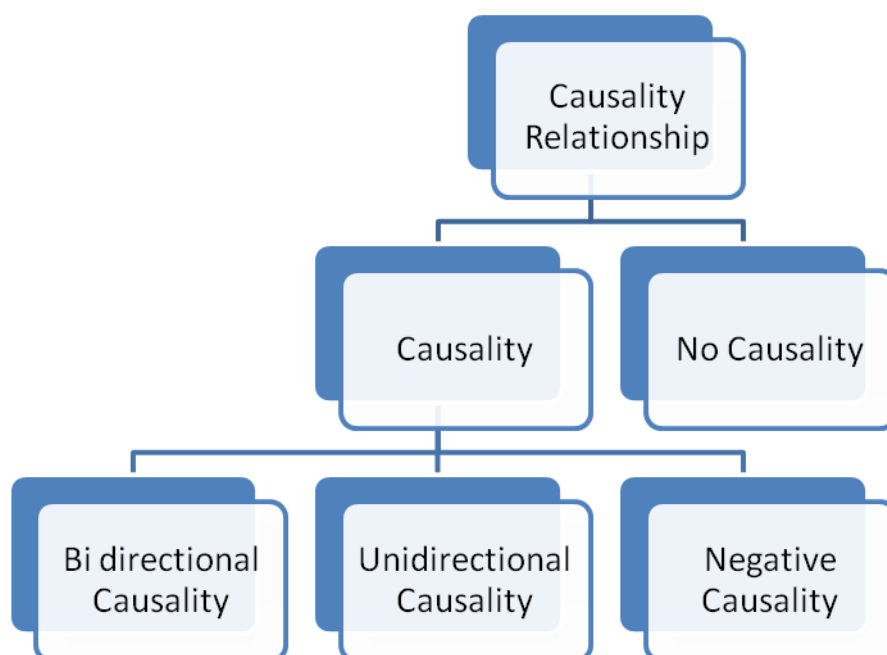 Causality
Relationship
Causality
No Causality
Bi directional
Causality
Unidirectional
Causality
Negative
Causality